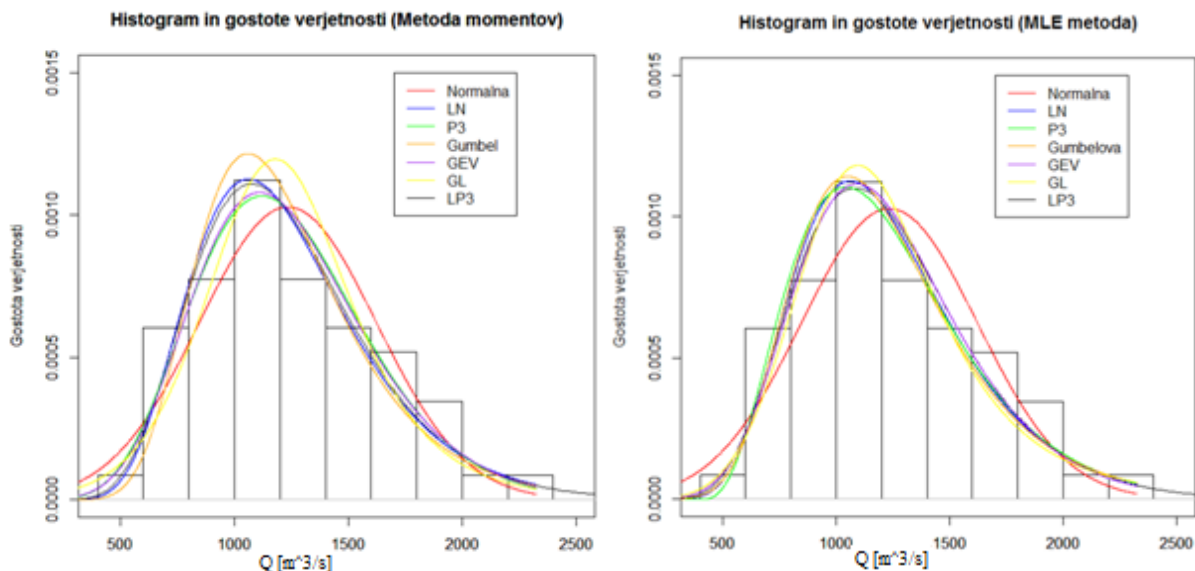 Histogram in gostote verjetnosti (Metoda momentov)
Gostota verjetnosti
0.0015
0.0010
0.0005
0.0000
Normalna
LN
P3
Gumbel
GEV
GL
LP3
500 1000 1500 2000 2500
Q [m^3/s]
Histogram in gostote verjetnosti (MLE metoda)
Gostota verjetnosti
0.0015
0.0010
0.0005
0.0000
Normalna
LN
P3
Gumbelova
GEV
GL
LP3
500 1000 1500 2000 2500
Q [m^3/s]